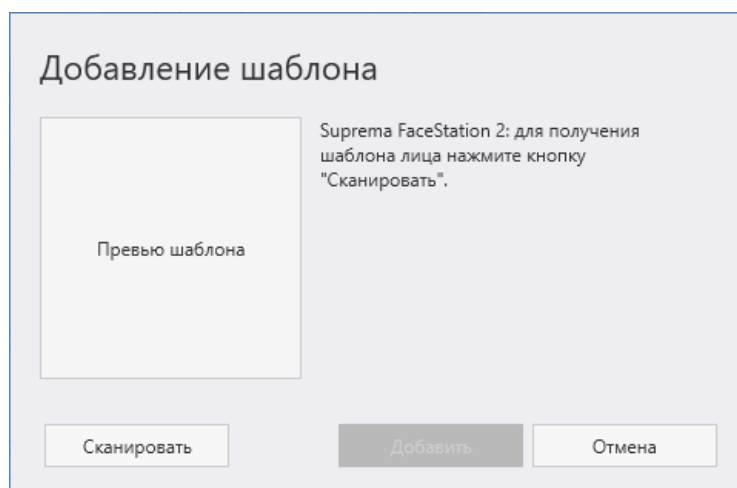 Добавление шаблона
Suprema FaceStation 2: для получения
шаблона лица нажмите кнопку
"Сканировать".
Превью шаблона
Сканировать
Добавить
Отмена